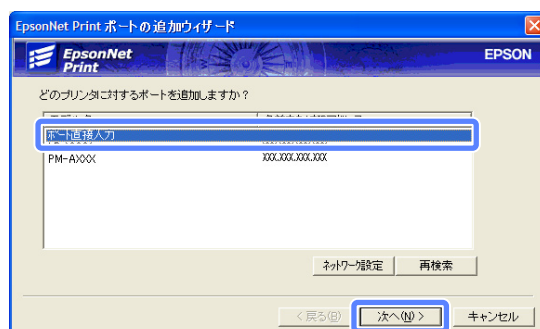 EpsonNet Print ポートの追加ウィザード
EpsonNet
Print
EPSON
どのプリンタに対するポートを追加しますか？
ポート直接入力
PM-AXXX XXX.XXX.XXX.XXX
ネットワーク設定 再検索
< 戻る(B) 次へ(N) > キャンセル